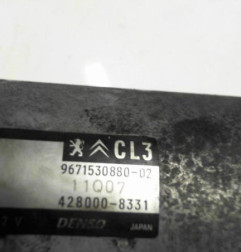 CL3
9671530880-02
11007
428000-8331
V DENSO JAPAN